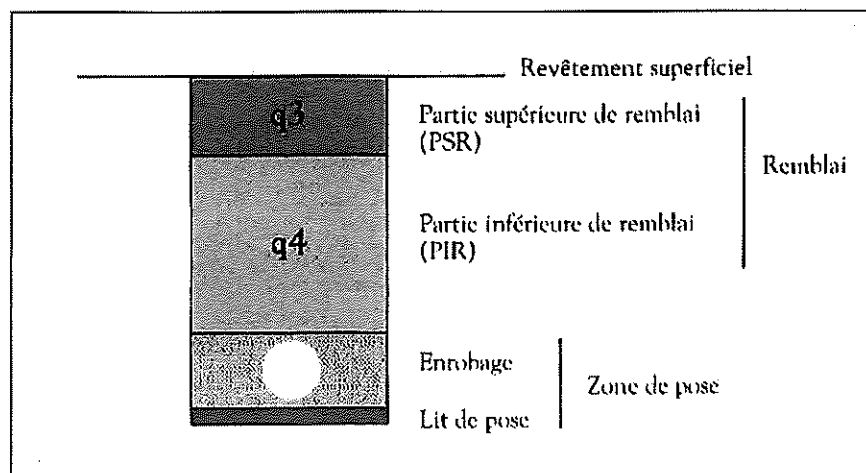 Revêtement superficiel
q3
Partie supérieure de remblai
(PSR)
Remblai
q4
Partie inférieure de remblai
(PIR)
Enrobage
Zone de pose
Lit de pose